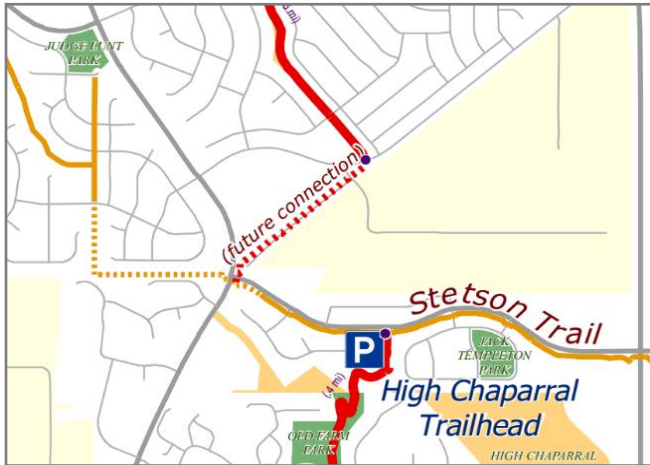 JUDGE HUNT
PARK
(future connection)
Stetson Trail
P
JACK
TEMPLETON
PARK
(.4 mi)
High Chaparral
Trailhead
OLD FARM
PARK
HIGH CHAPARRAL